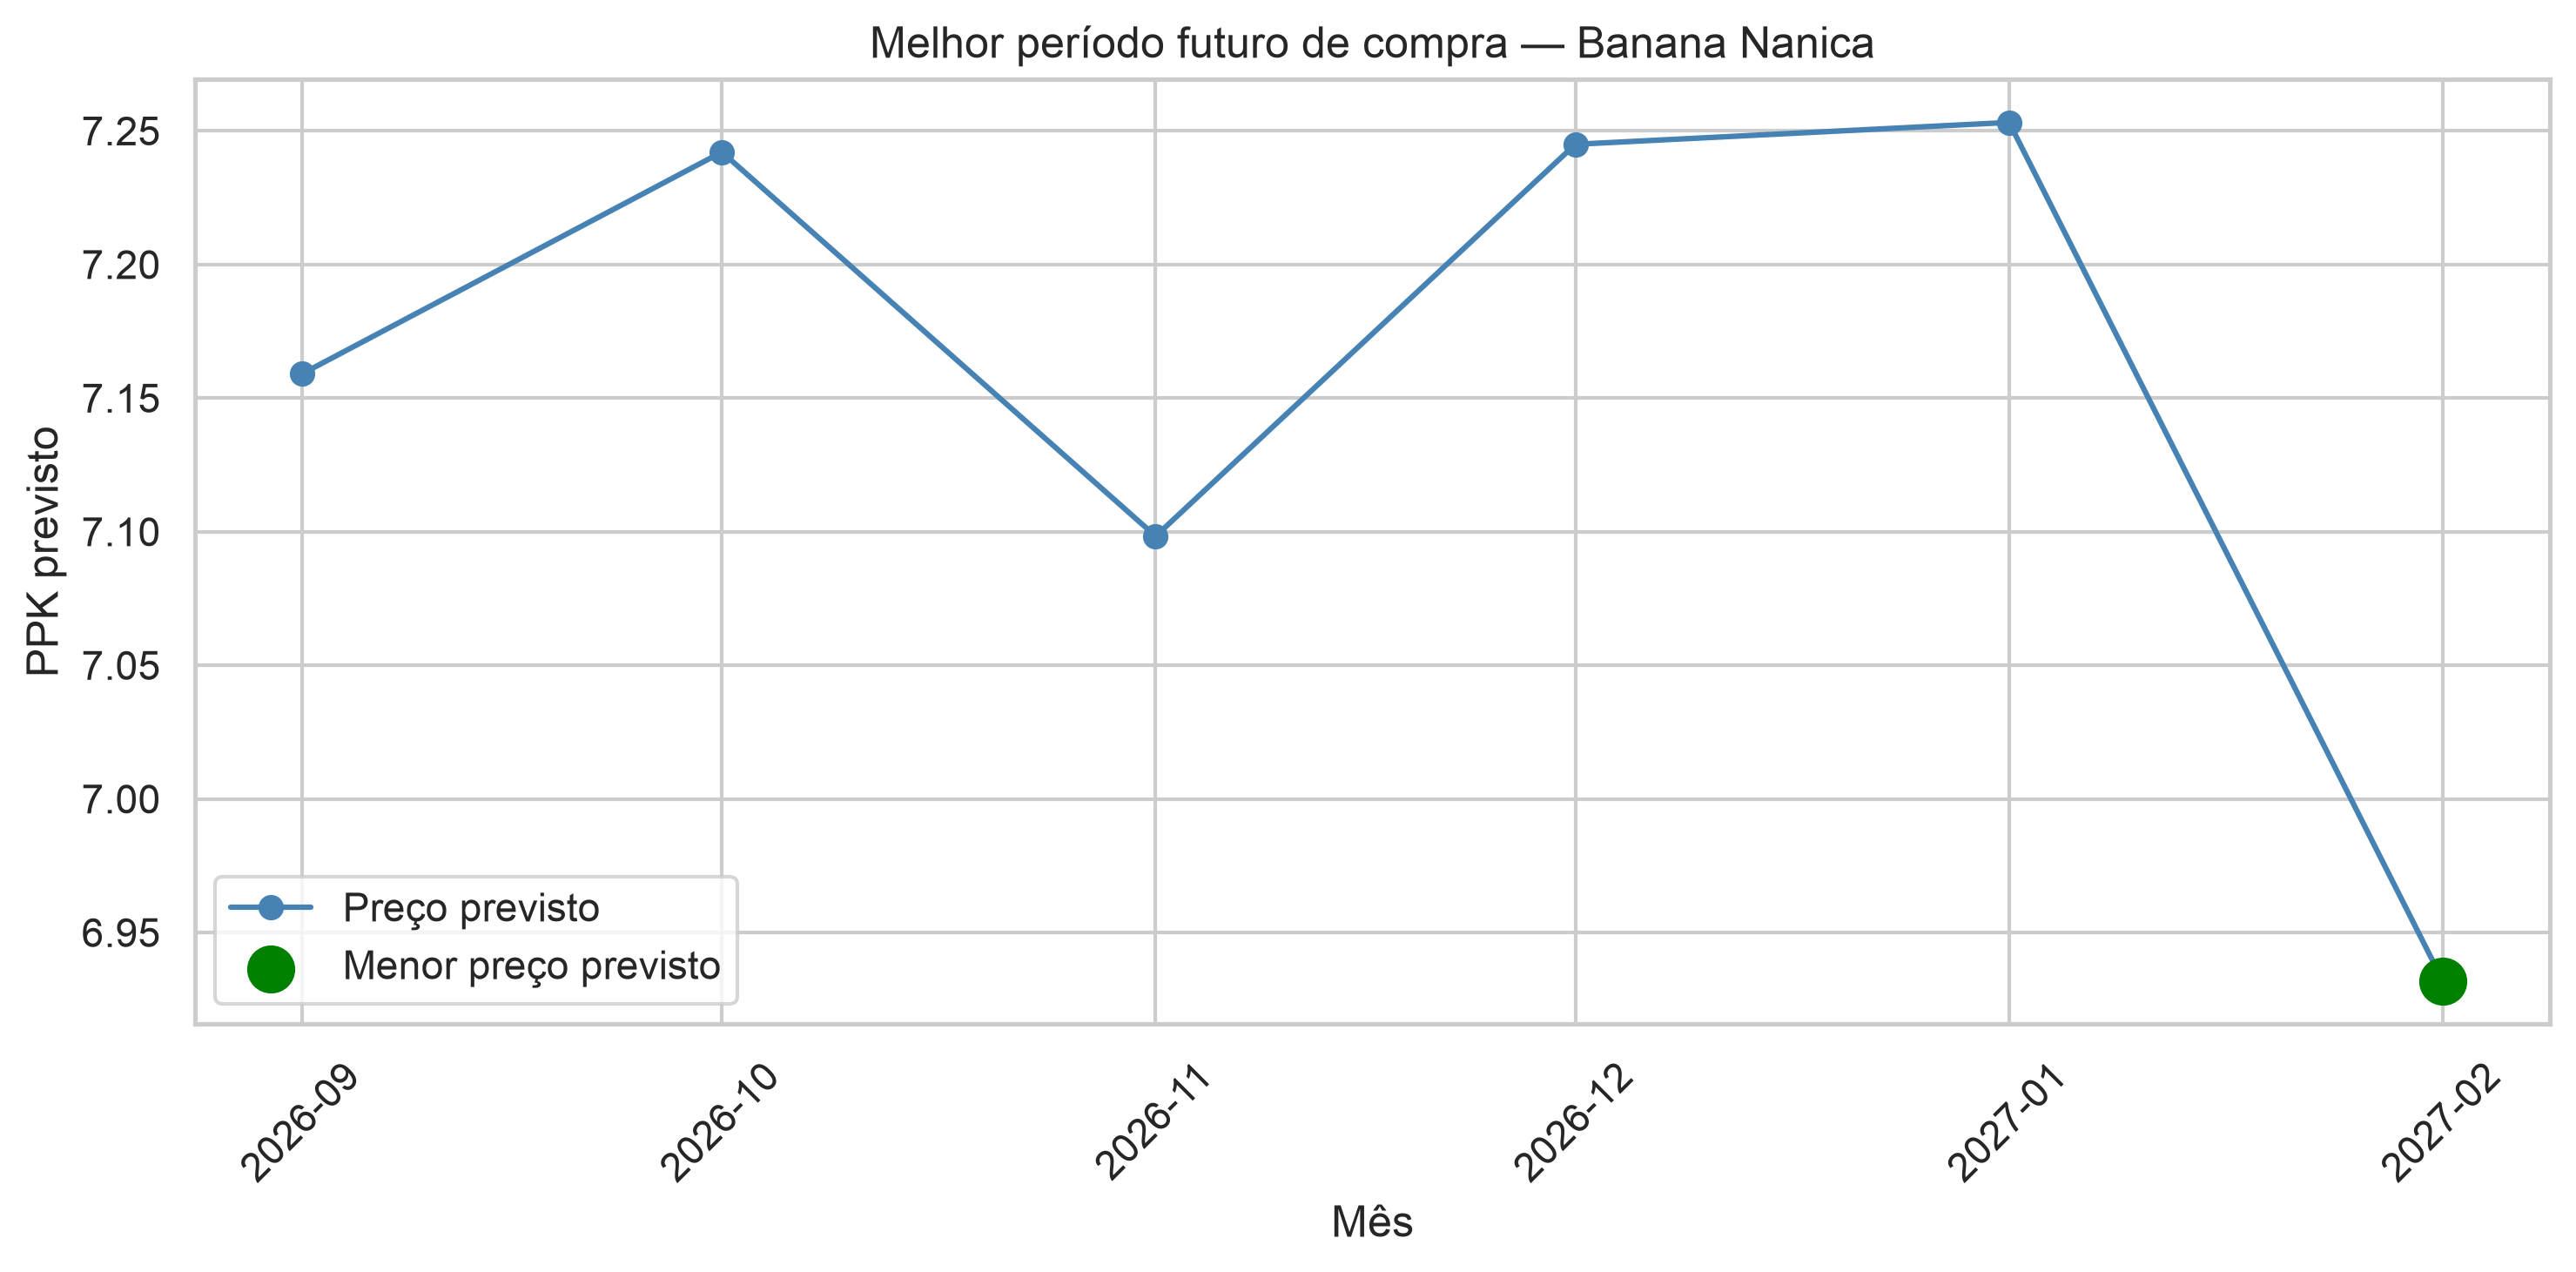 Melhor período futuro de compra — Banana Nanica
PPK previsto
7.25
7.20
7.15
7.10
7.05
7.00
6.95
Preço previsto
Menor preço previsto
2026-09
2026-10
2026-11
2026-12
2027-01
2027-02
Mês